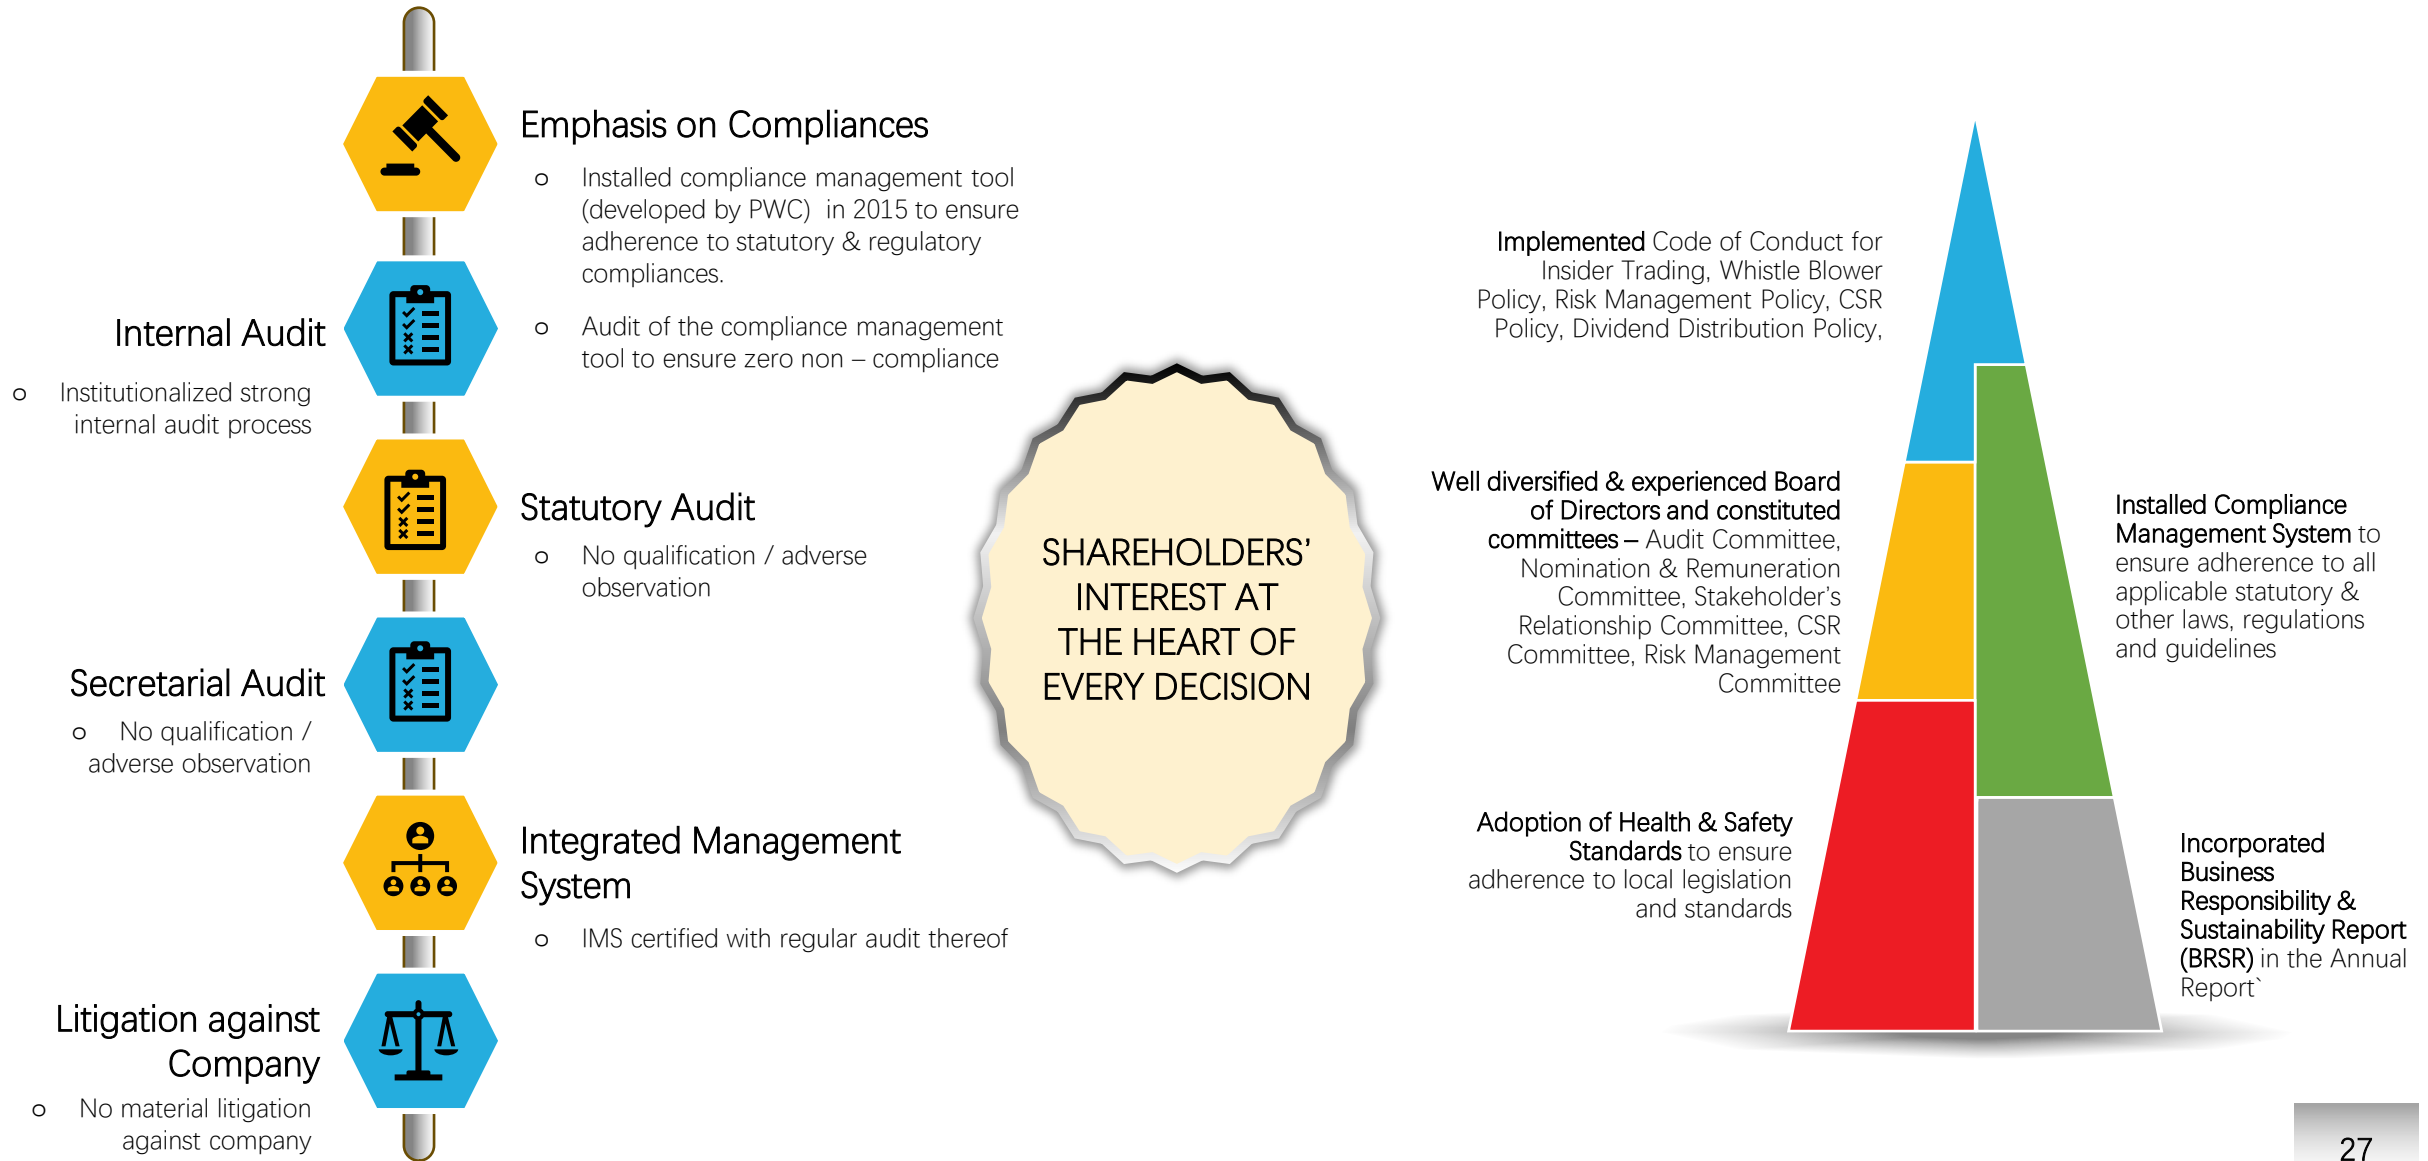 Emphasis on Compliances
o Installed compliance management tool
(developed by PWC) in 2015 to ensure
adherence to statutory & regulatory
compliances.
o Audit of the compliance management
tool to ensure zero non – compliance
Internal Audit
o Institutionalized strong
internal audit process
Statutory Audit
o No qualification / adverse
observation
Secretarial Audit
o No qualification /
adverse observation
Integrated Management
System
o IMS certified with regular audit thereof
Litigation against
Company
o No material litigation
against company
SHAREHOLDERS’
INTEREST AT
THE HEART OF
EVERY DECISION
Implemented Code of Conduct for
Insider Trading, Whistle Blower
Policy, Risk Management Policy, CSR
Policy, Dividend Distribution Policy,
Well diversified & experienced Board
of Directors and constituted
committees – Audit Committee,
Nomination & Remuneration
Committee, Stakeholder’s
Relationship Committee, CSR
Committee, Risk Management
Committee
Adoption of Health & Safety
Standards to ensure
adherence to local legislation
and standards
Installed Compliance
Management System to
ensure adherence to all
applicable statutory &
other laws, regulations
and guidelines
Incorporated
Business
Responsibility &
Sustainability Report
(BRSR) in the Annual
Report`
27